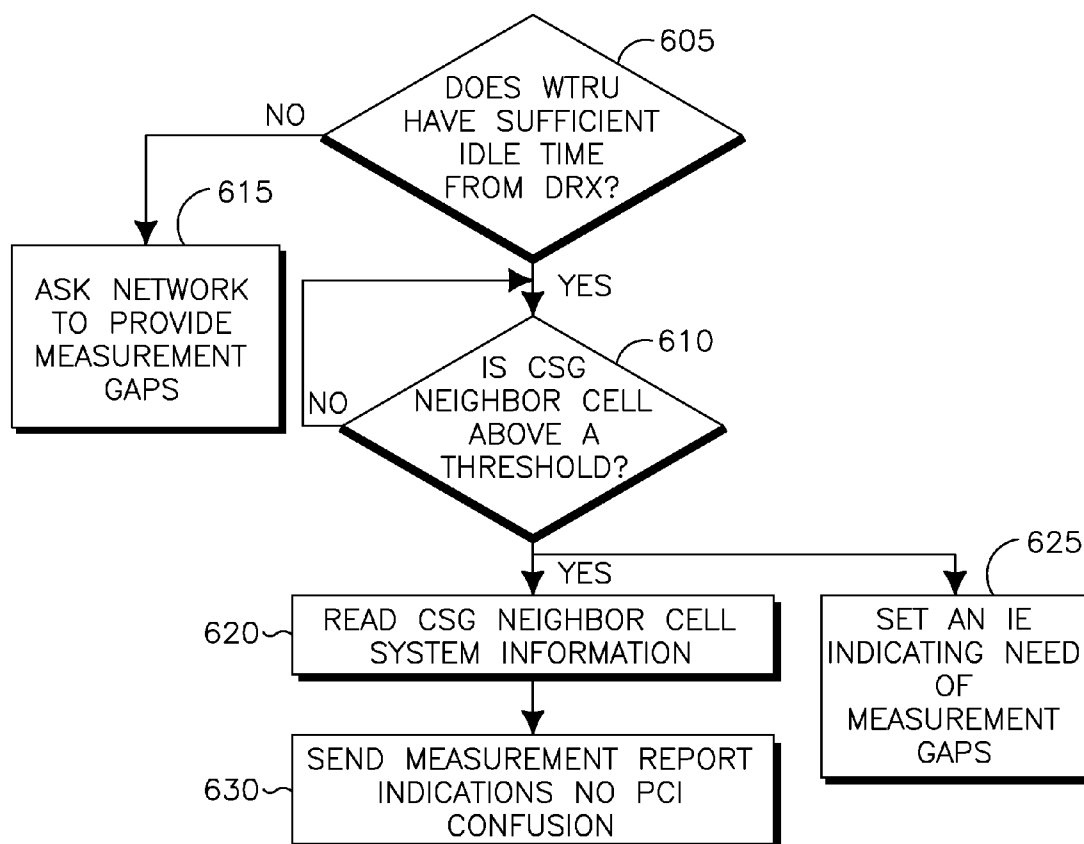 605
DOES WTRU
HAVE SUFFICIENT
IDLE TIME
FROM DRX?
NO
615
ASK NETWORK
TO PROVIDE
MEASUREMENT
GAPS
YES
610
IS CSG
NEIGHBOR CELL
ABOVE A
THRESHOLD?
NO
YES
620
READ CSG NEIGHBOR CELL
SYSTEM INFORMATION
625
SET AN IE
INDICATING NEED
OF
MEASUREMENT
GAPS
630
SEND MEASUREMENT REPORT
INDICATIONS NO PCI
CONFUSION